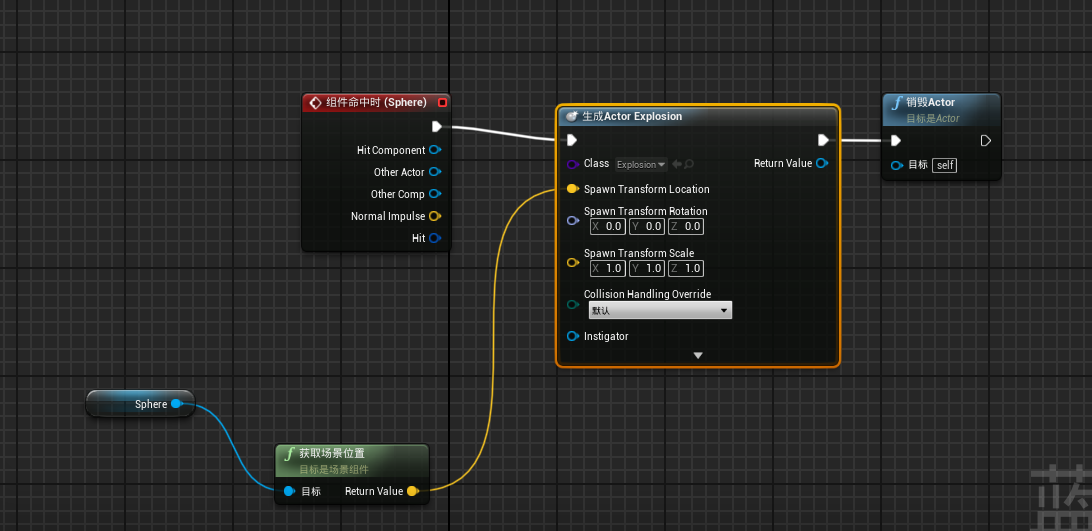 组件命中时 (Sphere)
Hit Component
Other Actor
Other Comp
Normal Impulse
Hit
生成Actor Explosion
Class Explosion
Return Value
Spawn Transform Location
Spawn Transform Rotation
X 0.0 Y 0.0 Z 0.0
Spawn Transform Scale
X 1.0 Y 1.0 Z 1.0
Collision Handling Override
默认
Instigator
销毁Actor
目标是Actor
目标 self
Sphere
获取场景位置
目标是场景组件
目标 Return Value
蓝